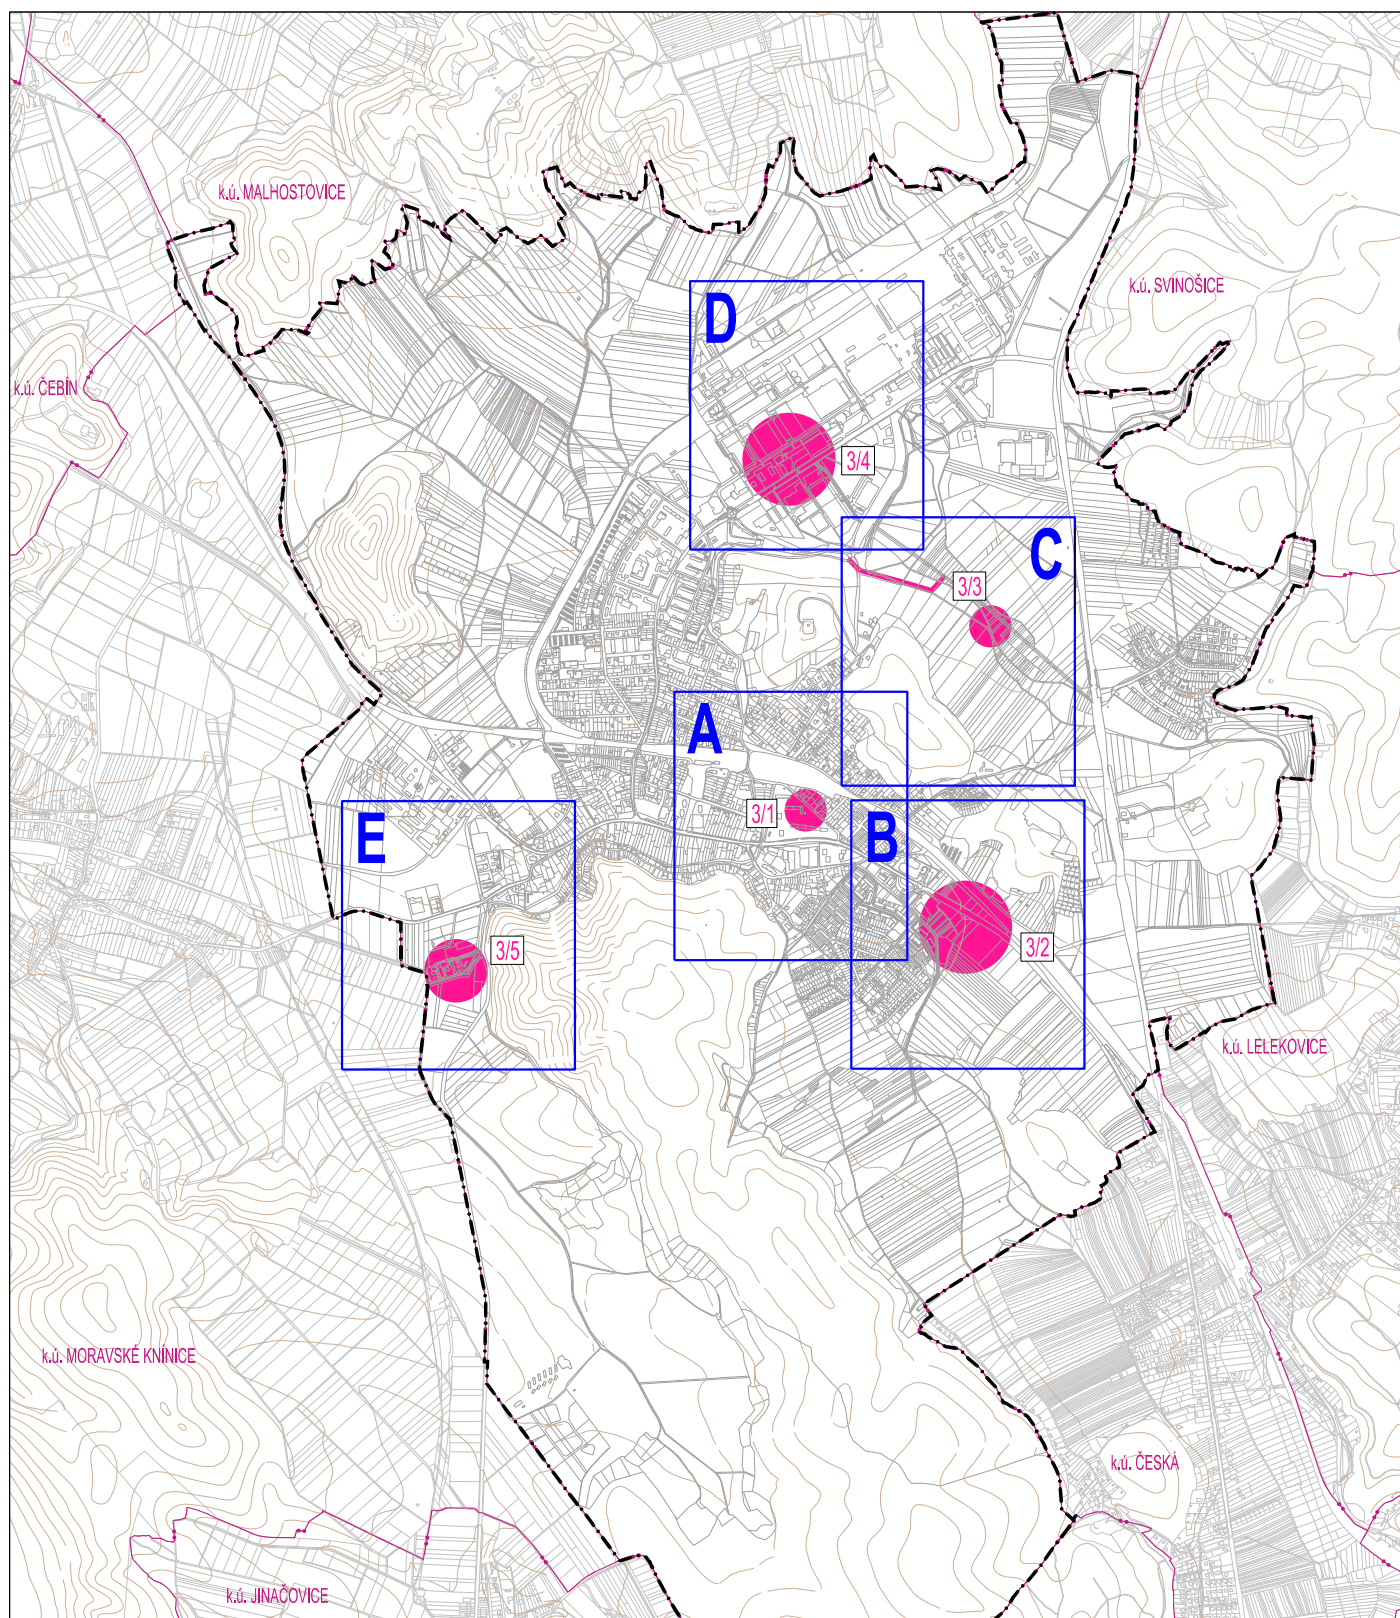 k.ú. MALHOSTOVICE
k.ú. SVINOŠICE
D
k.ú. ČEBÍN
3/4
C
3/3
A
3/1
B
E
3/5
3/2
k.ú. LELEKOVICE
k.ú. MORAVSKÉ KNÍNICE
k.ú. ČESKÁ
k.ú. JINAČOVICE